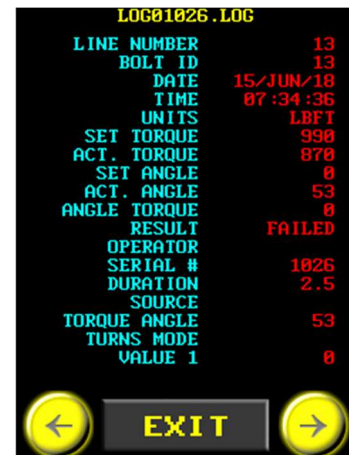 LOG01026.LOG
LINE NUMBER 13
BOLT ID 13
DATE 15/JUN/18
TIME 07:34:36
UNITS LBFT
SET TORQUE 990
ACT. TORQUE 870
SET ANGLE 0
ACT. ANGLE 53
ANGLE TORQUE 0
RESULT FAILED
OPERATOR
SERIAL # 1026
DURATION 2.5
SOURCE
TORQUE ANGLE 53
TURNS MODE
VALUE 1 0
EXIT